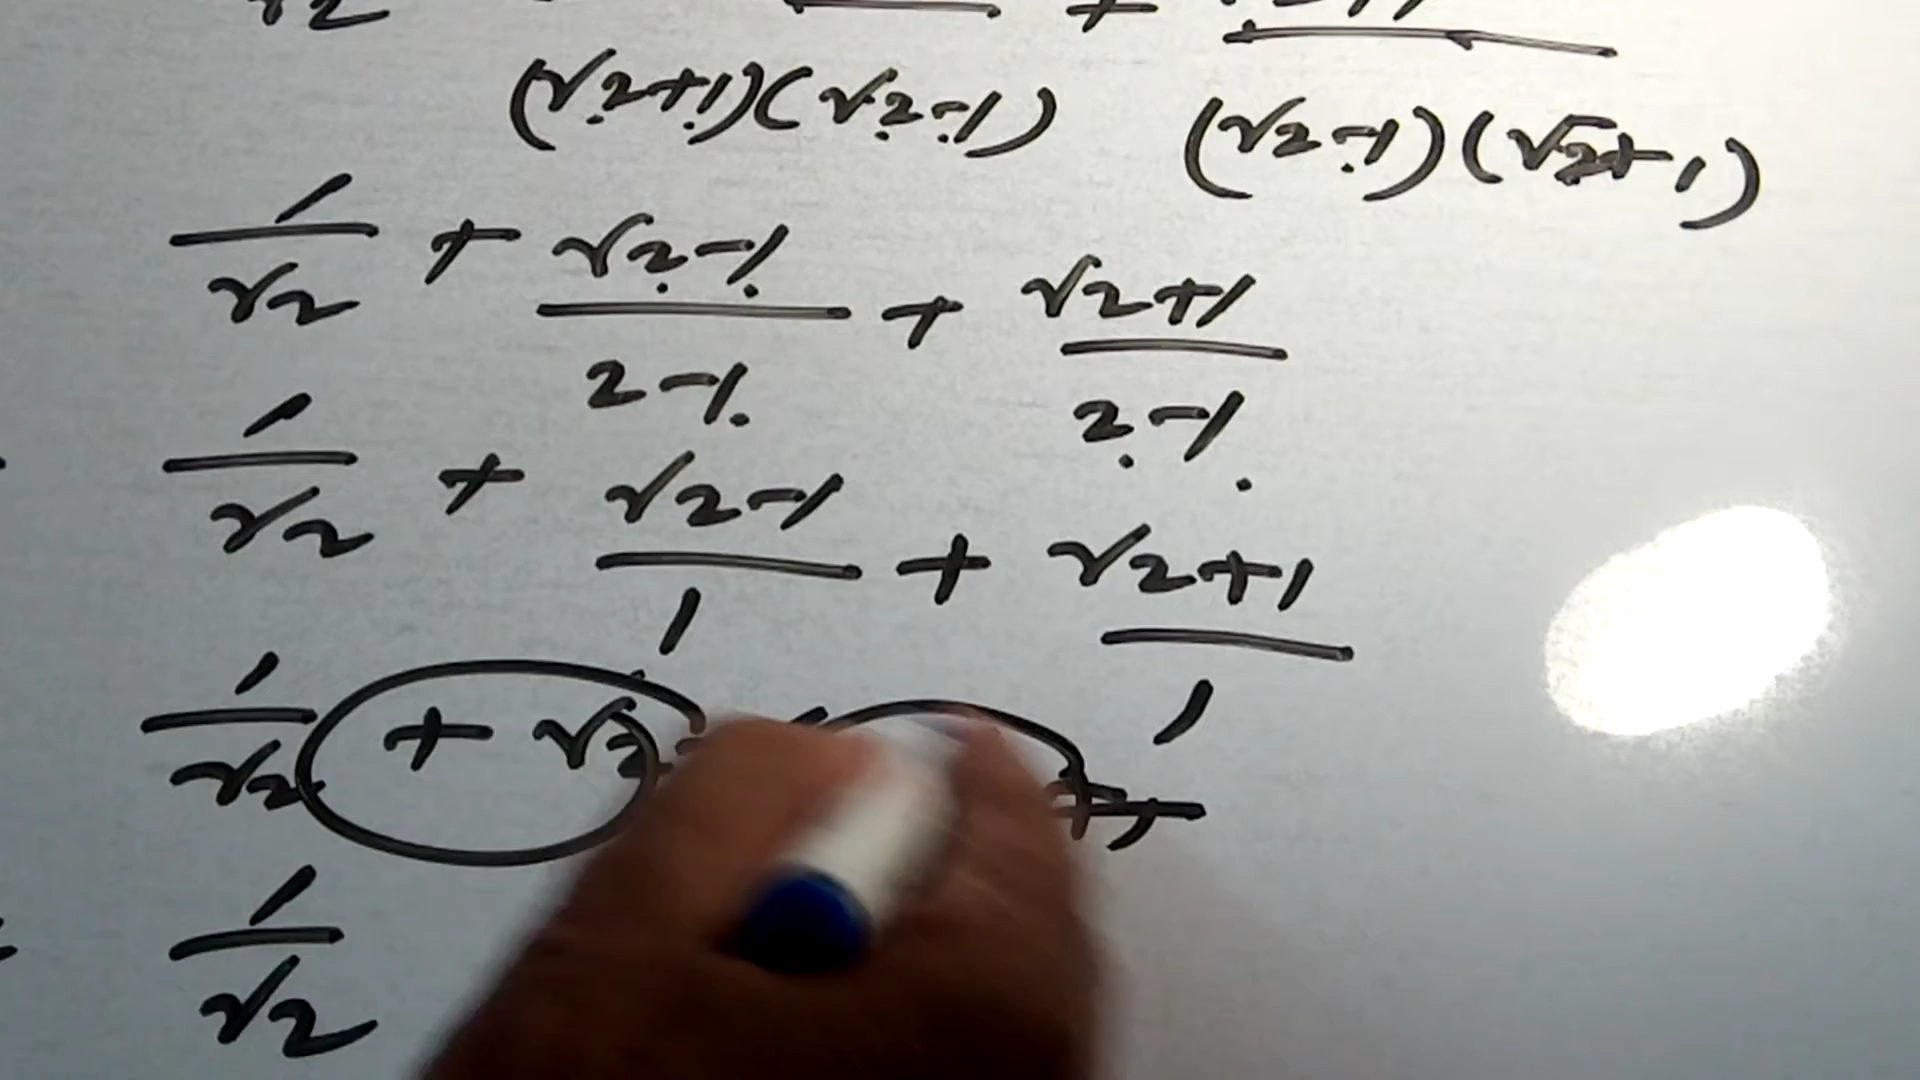 √2 +
(√2+1)(√2-1) (√2-1)(√2+1)
1/√2 + (√2-1)/(2-1) + (√2+1)/(2-1)
1/√2 + (√2-1)/1 + (√2+1)/1
1/√2 + √2
1/√2